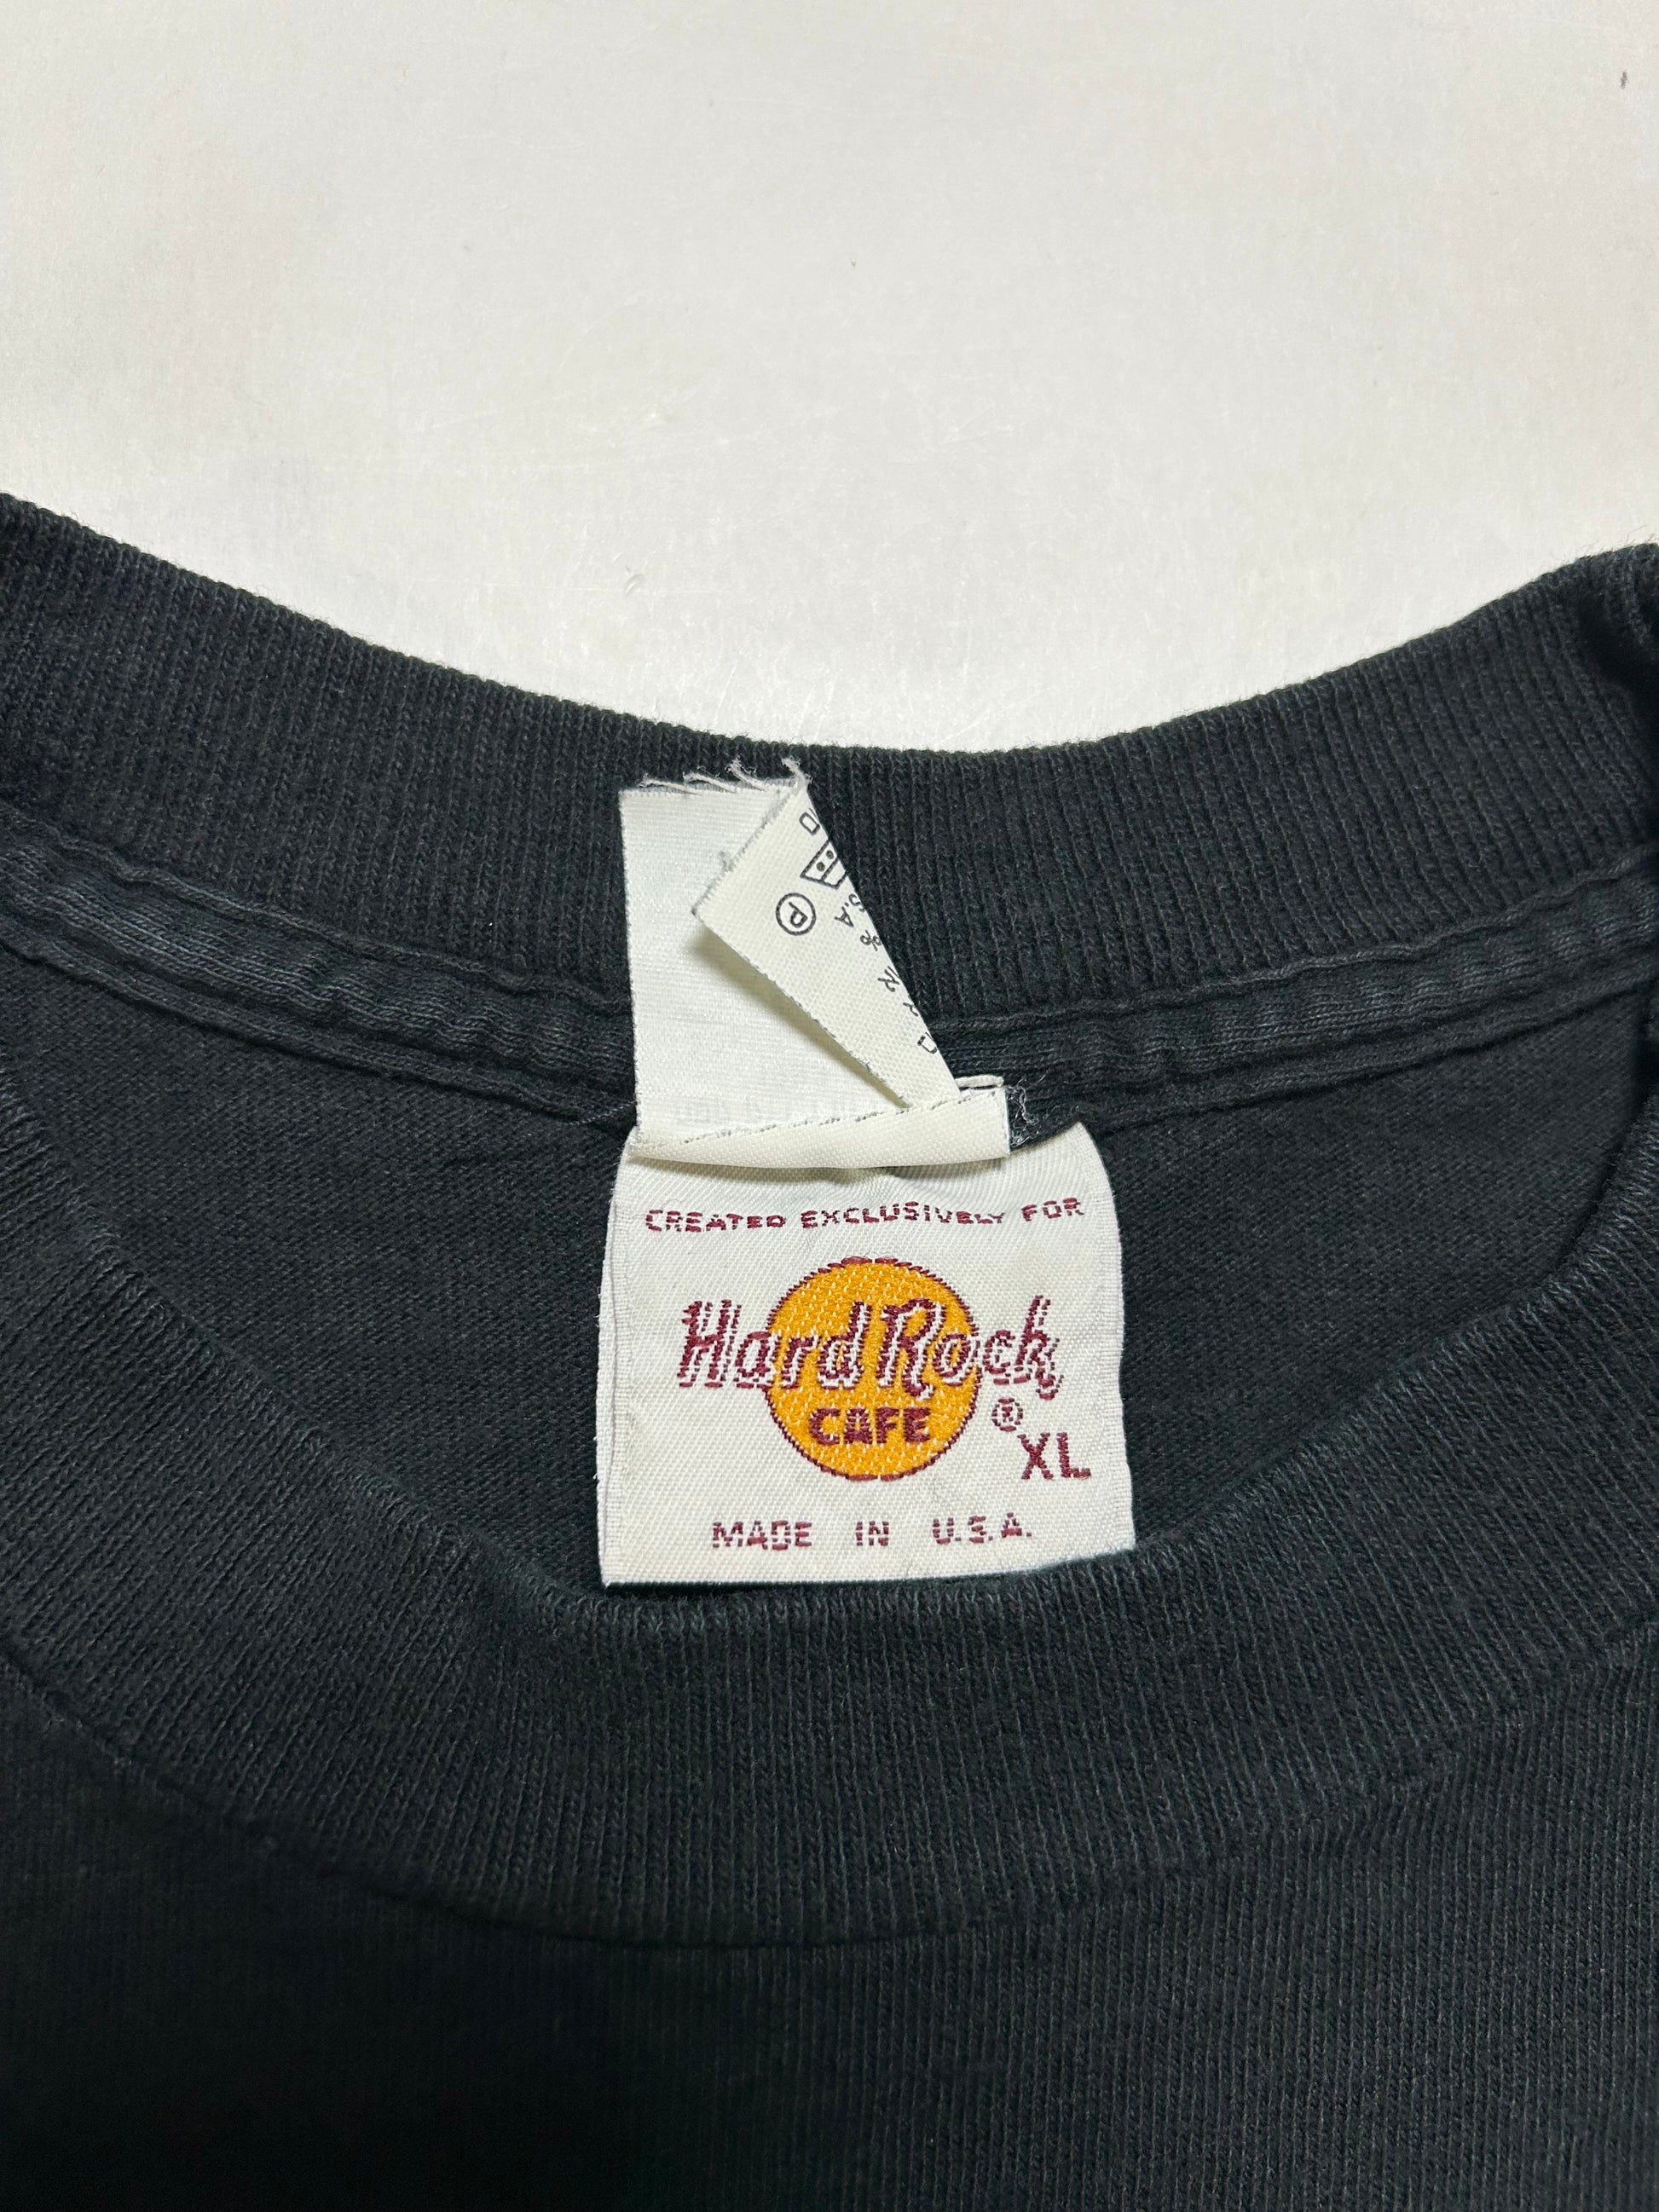 P
S.A
%
CREATED EXCLUSIVELY FOR
Hard Rock
CAFE
®
XL
MADE IN U.S.A.